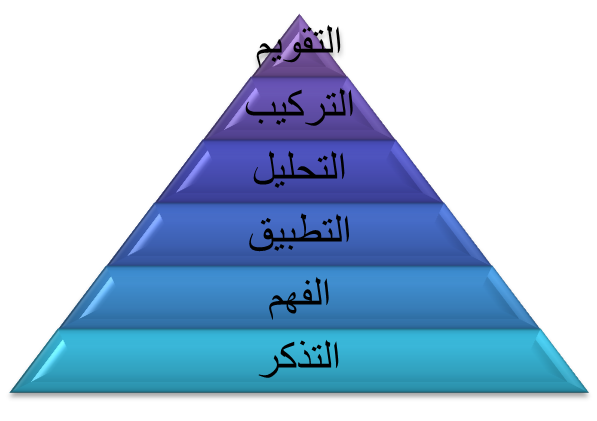 التقويم
التركيب
التحليل
التطبيق
الفهم
التذكر